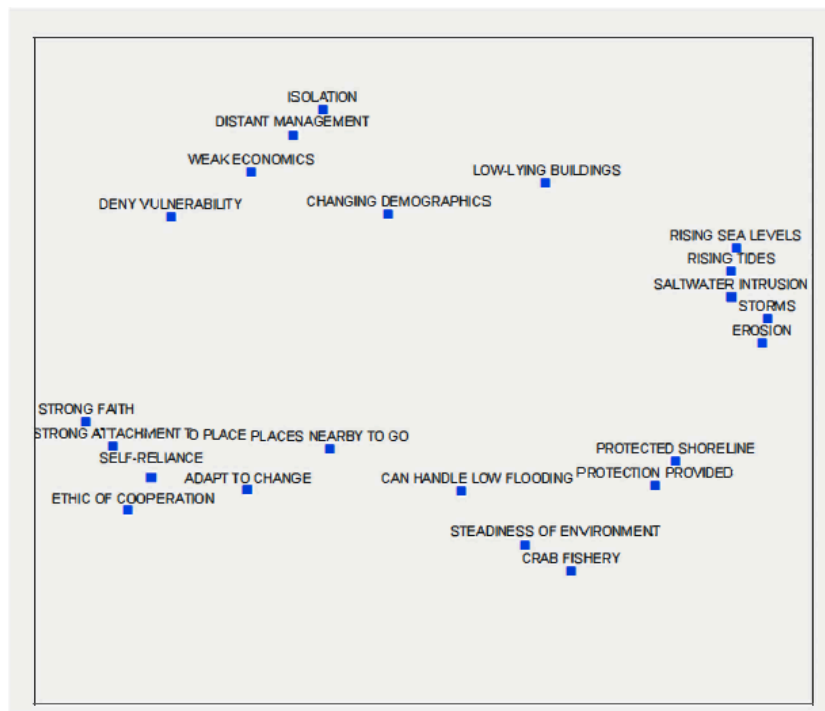 ISOLATION
DISTANT MANAGEMENT
WEAK ECONOMICS
LOW-LYING BUILDINGS
DENY VULNERABILITY
CHANGING DEMOGRAPHICS
RISING SEA LEVELS
RISING TIDES
SALTWATER INTRUSION
STORMS
EROSION
STRONG FAITH
STRONG ATTACHMENT TO PLACE
PLACES NEARBY TO GO
PROTECTED SHORELINE
SELF-RELIANCE
ADAPT TO CHANGE
CAN HANDLE LOW FLOODING
PROTECTION PROVIDED
ETHIC OF COOPERATION
STEADINESS OF ENVIRONMENT
CRAB FISHERY